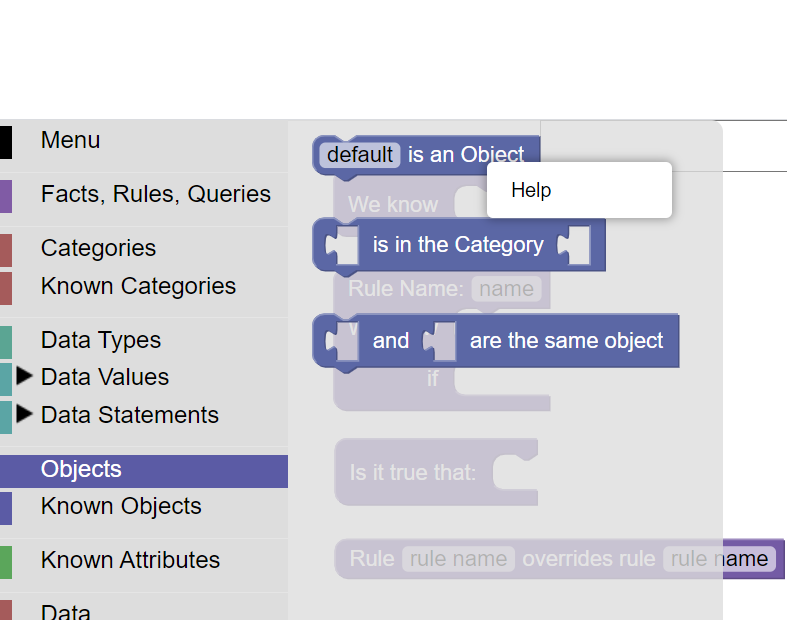 Menu
Facts, Rules, Queries
Categories
Known Categories
Data Types
Data Values
Data Statements
Objects
Known Objects
Known Attributes
Data
default is an Object
Help
We know
is in the Category
Rule Name: name
and are the same object
if
Is it true that:
Rule rule name overrides rule rule name